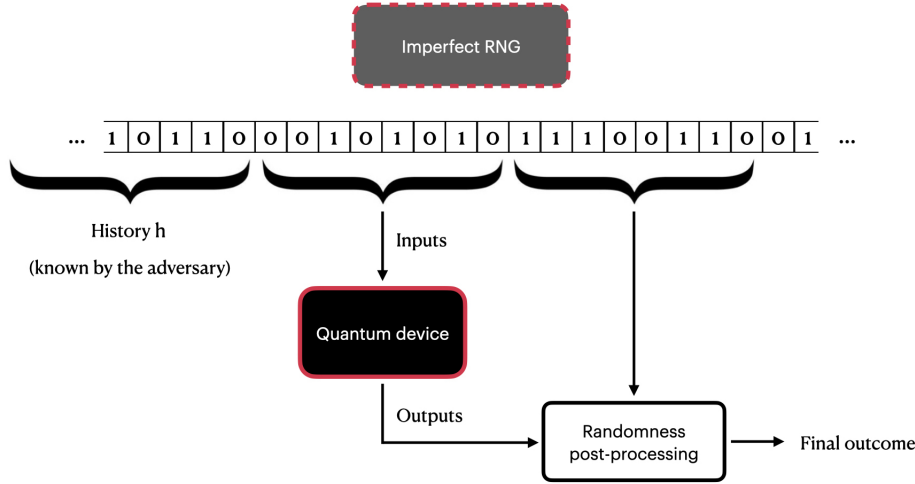 Imperfect RNG
... 1 0 1 1 0 0 0 1 0 1 0 1 0 1 1 1 0 0 1 1 0 0 1 ...
History h
(known by the adversary)
Inputs
Quantum device
Outputs
Randomness
post-processing
Final outcome